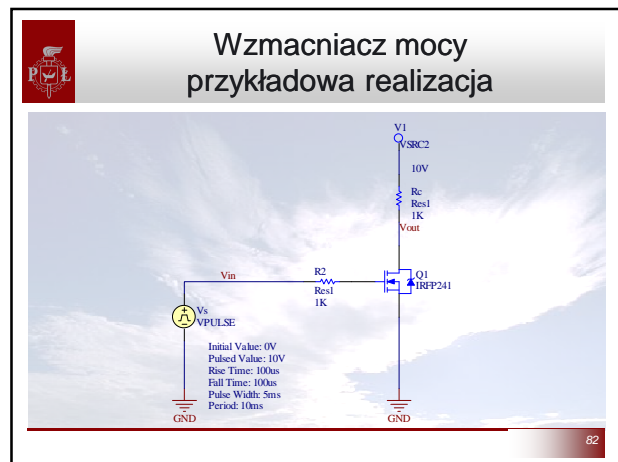 P Ł
Wzmacniacz mocy
przykładowa realizacja
V1
VSRC2
10V
Rc
Res1
1K
Vout
Vin
R2
Res1
1K
Q1
IRFP241
Vs
VPULSE
Initial Value: 0V
Pulsed Value: 10V
Rise Time: 100us
Fall Time: 100us
Pulse Width: 5ms
Period: 10ms
GND
GND
82